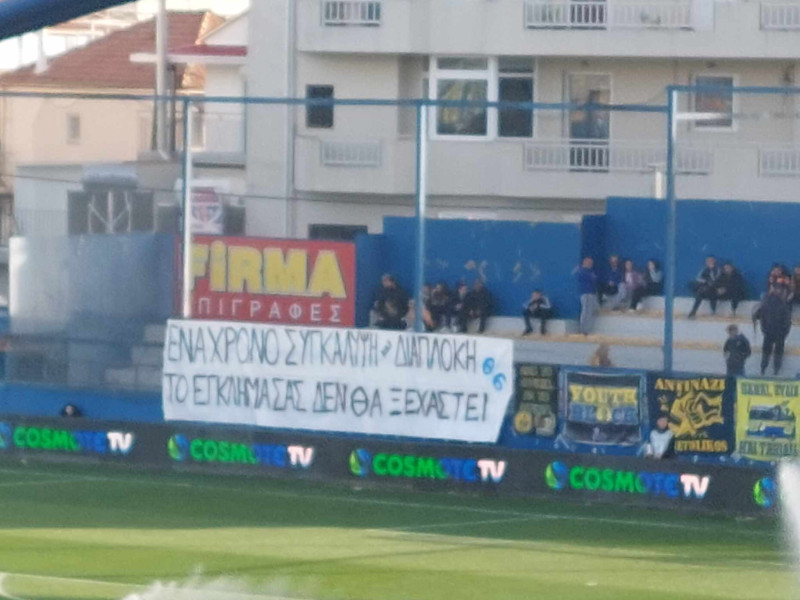 FiRMA
ΕΠΙΓΡΑΦΕΣ
ΕΝΑ ΧΡΟΝΟ ΣΥΓΚΑΛΥΨΗ ΔΙΑΠΛΟΚΗ
ΤΟ ΕΓΚΛΗΜΑ ΣΑΣ ΔΕΝ ΘΑ ΞΕΧΑΣΤΕΙ
YOUTH
ANTINAZI
COSMOTE TV
COSMOTE TV
COSMOTE TV
COSMOTE TV